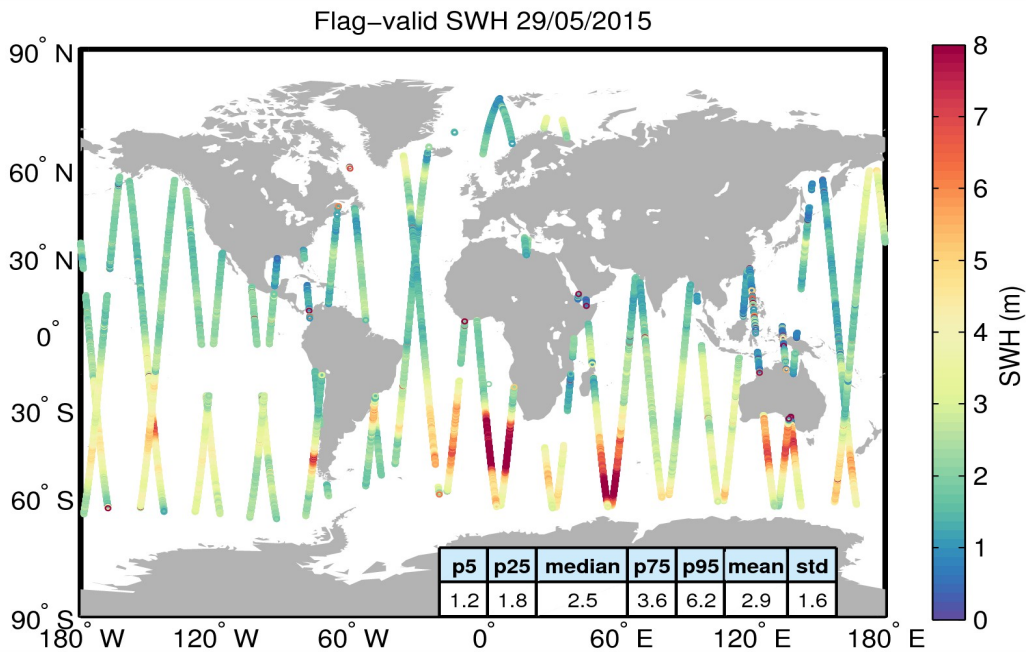 Flag−valid SWH 29/05/2015
90° N
60° N
30° N
0°
30° S
60° S
90° S
180° W
120° W
60° W
0°
60° E
120° E
180° E
p5 p25 median p75 p95 mean std
1.2 1.8 2.5 3.6 6.2 2.9 1.6
8
7
6
5
4
3
2
1
0
SWH (m)